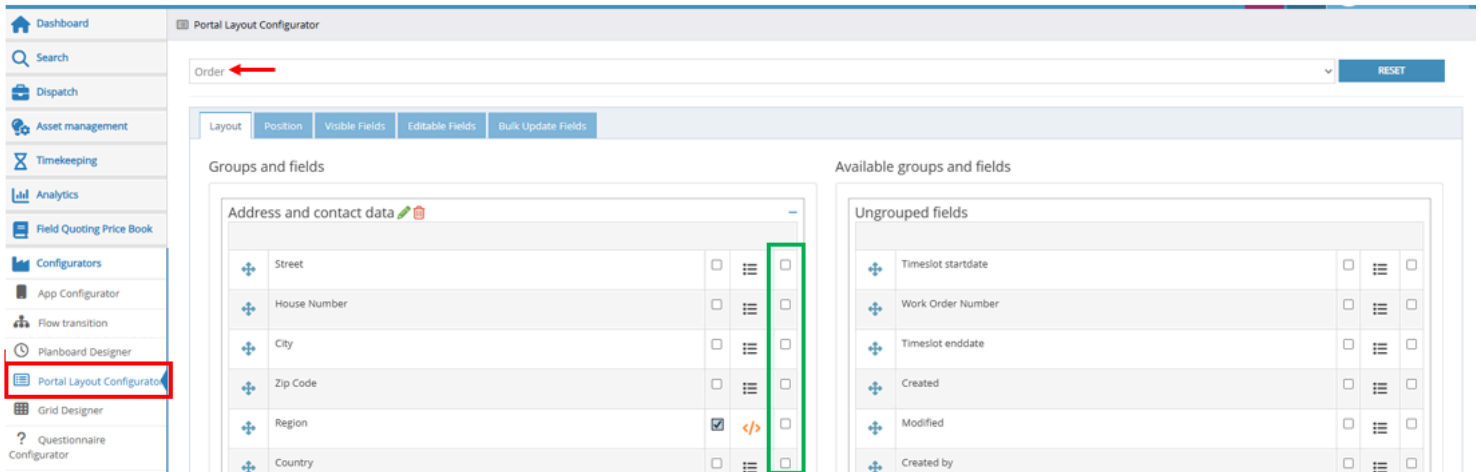 Dashboard
Search
Dispatch
Asset management
Timekeeping
Analytics
Field Quoting Price Book
Configurators
App Configurator
Flow transition
Planboard Designer
Portal Layout Configurator
Grid Designer
? Questionnaire
Configurator
Portal Layout Configurator
Order
RESET
Layout Position Visible Fields Editable Fields Bulk Update Fields
Groups and fields
Address and contact data
Street
House Number
City
Zip Code
Region </>
Country
Available groups and fields
Ungrouped fields
Timeslot startdate
Work Order Number
Timeslot enddate
Created
Modified
Created by